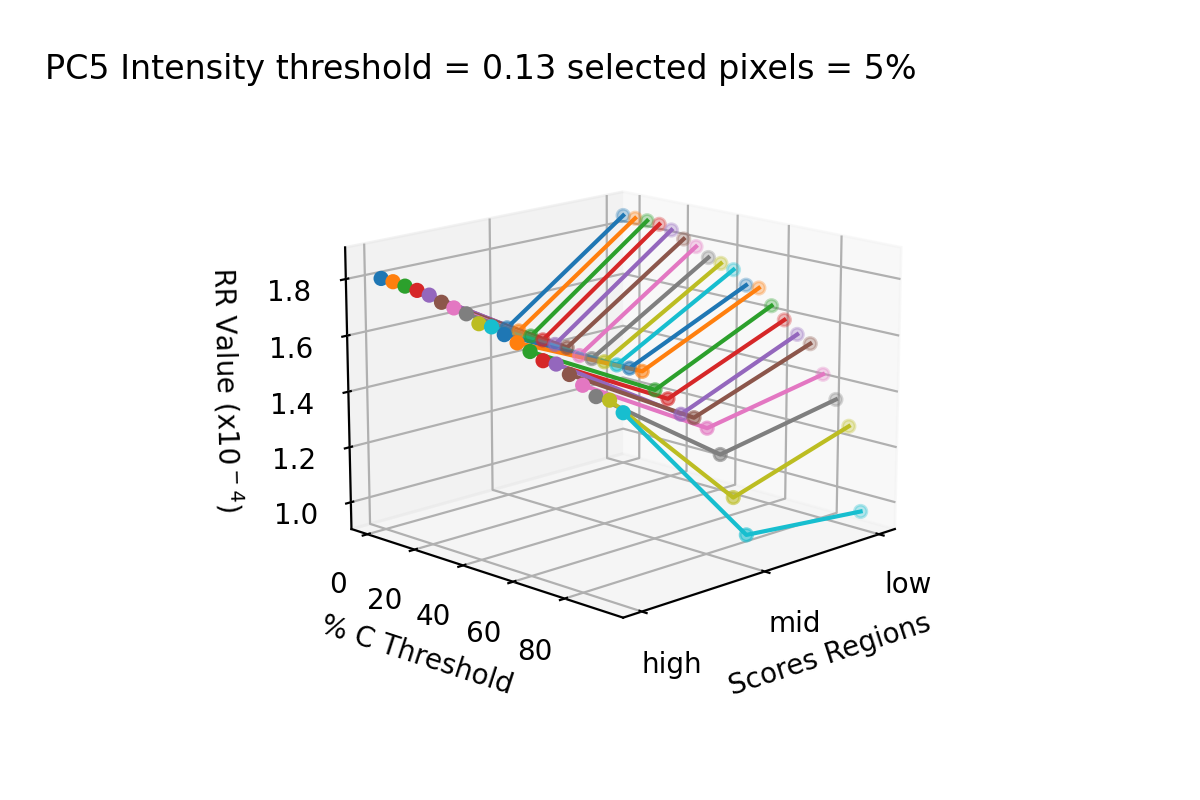 PC5 Intensity threshold = 0.13 selected pixels = 5%
RR Value (x10⁻⁴)
1.8
1.6
1.4
1.2
1.0
0
20
40
60
80
% C Threshold
high
mid
low
Scores Regions